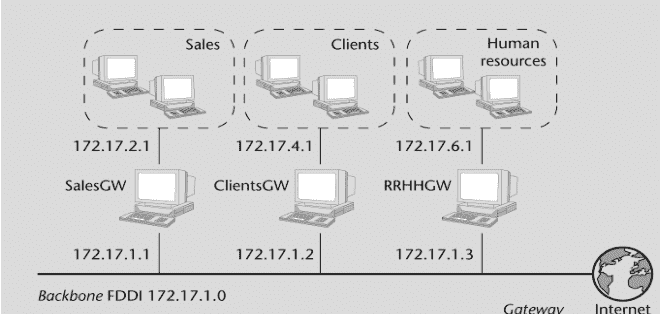 Sales
Clients
Human
resources
172.17.2.1
172.17.4.1
172.17.6.1
SalesGW
ClientsGW
RRHHGW
172.17.1.1
172.17.1.2
172.17.1.3
Backbone FDDI 172.17.1.0
Gateway
Internet